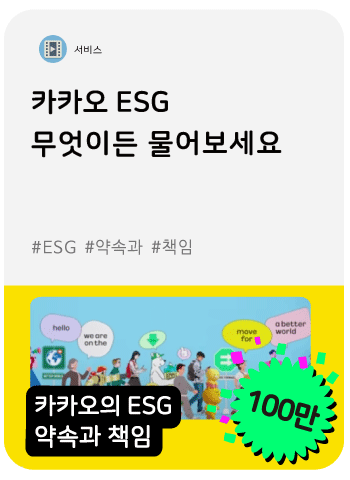 서비스
카카오 ESG
무엇이든 물어보세요
#ESG #약속과 #책임
hello
we are
on the
move
for
a better
world
카카오의 ESG
약속과 책임
100만